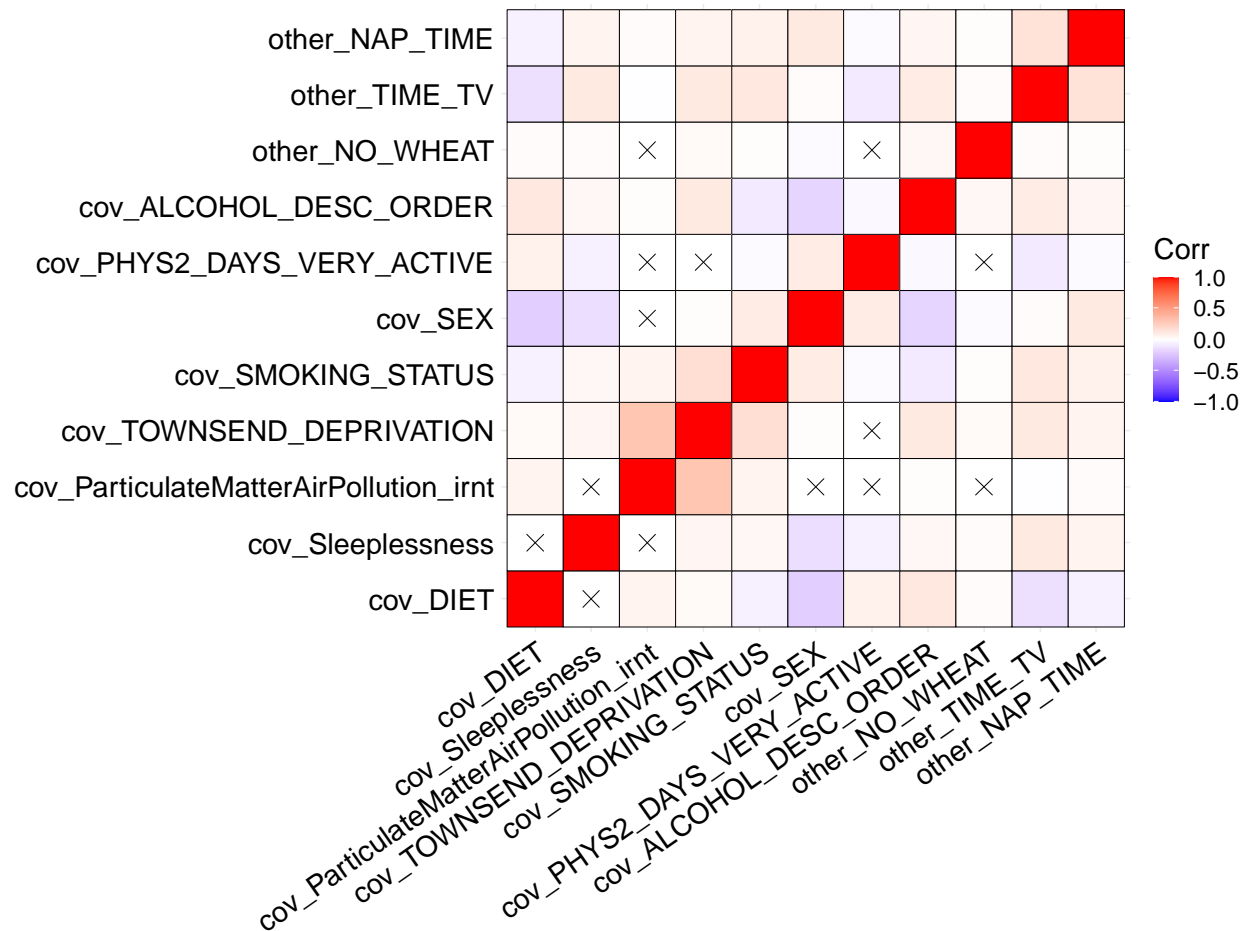 other_NAP_TIME
other_TIME_TV
other_NO_WHEAT
cov_ALCOHOL_DESC_ORDER
cov_PHYS2_DAYS_VERY_ACTIVE
cov_SEX
cov_SMOKING_STATUS
cov_TOWNSEND_DEPRIVATION
cov_ParticulateMatterAirPollution_irnt
cov_Sleeplessness
cov_DIET
cov_DIET
cov_Sleeplessness
cov_ParticulateMatterAirPollution_irnt
cov_TOWNSEND_DEPRIVATION
cov_SMOKING_STATUS
cov_SEX
cov_PHYS2_DAYS_VERY_ACTIVE
cov_ALCOHOL_DESC_ORDER
other_NO_WHEAT
other_TIME_TV
other_NAP_TIME
Corr
1.0
0.5
0.0
−0.5
−1.0